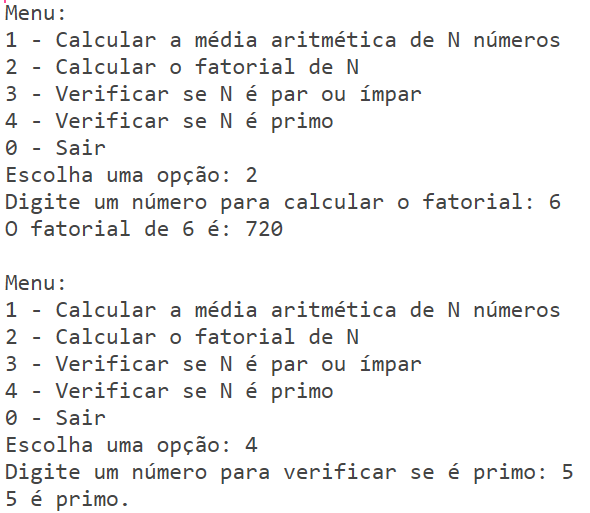 Menu:
1 - Calcular a média aritmética de N números
2 - Calcular o fatorial de N
3 - Verificar se N é par ou ímpar
4 - Verificar se N é primo
0 - Sair
Escolha uma opção: 2
Digite um número para calcular o fatorial: 6
O fatorial de 6 é: 720

Menu:
1 - Calcular a média aritmética de N números
2 - Calcular o fatorial de N
3 - Verificar se N é par ou ímpar
4 - Verificar se N é primo
0 - Sair
Escolha uma opção: 4
Digite um número para verificar se é primo: 5
5 é primo.